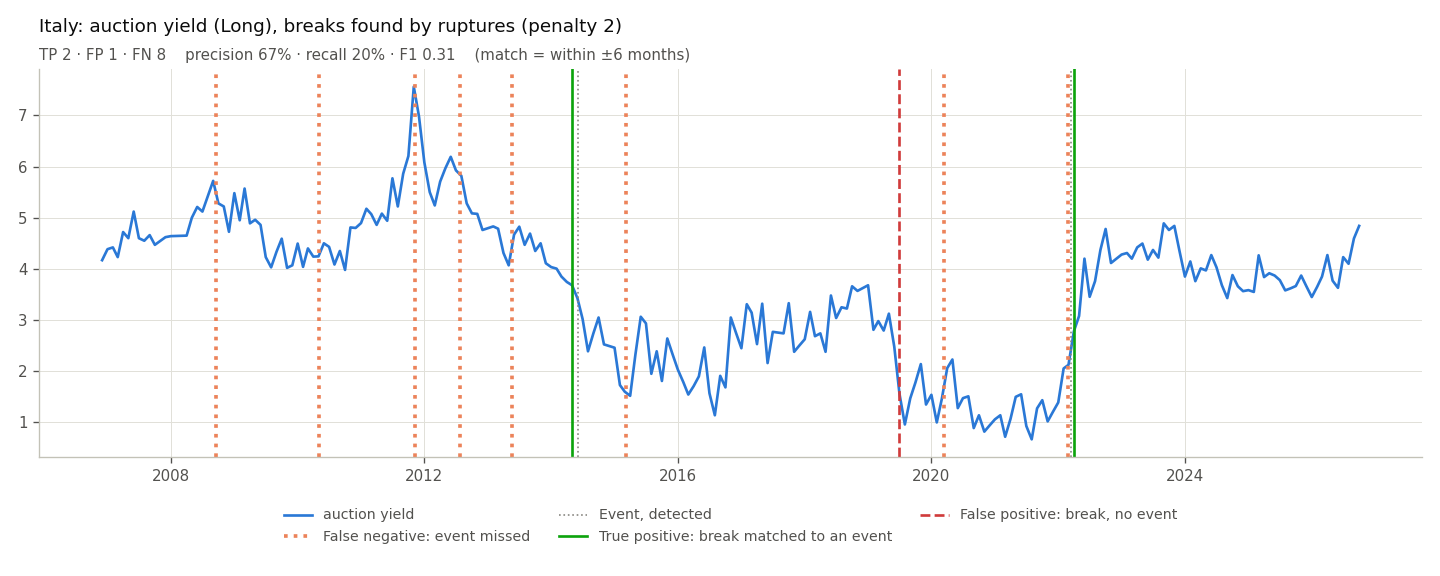 Italy: auction yield (Long), breaks found by ruptures (penalty 2)
TP 2 · FP 1 · FN 8    precision 67% · recall 20% · F1 0.31    (match = within ±6 months)
7
6
5
4
3
2
1
2008 2012 2016 2020 2024
auction yield
False negative: event missed
Event, detected
True positive: break matched to an event
False positive: break, no event